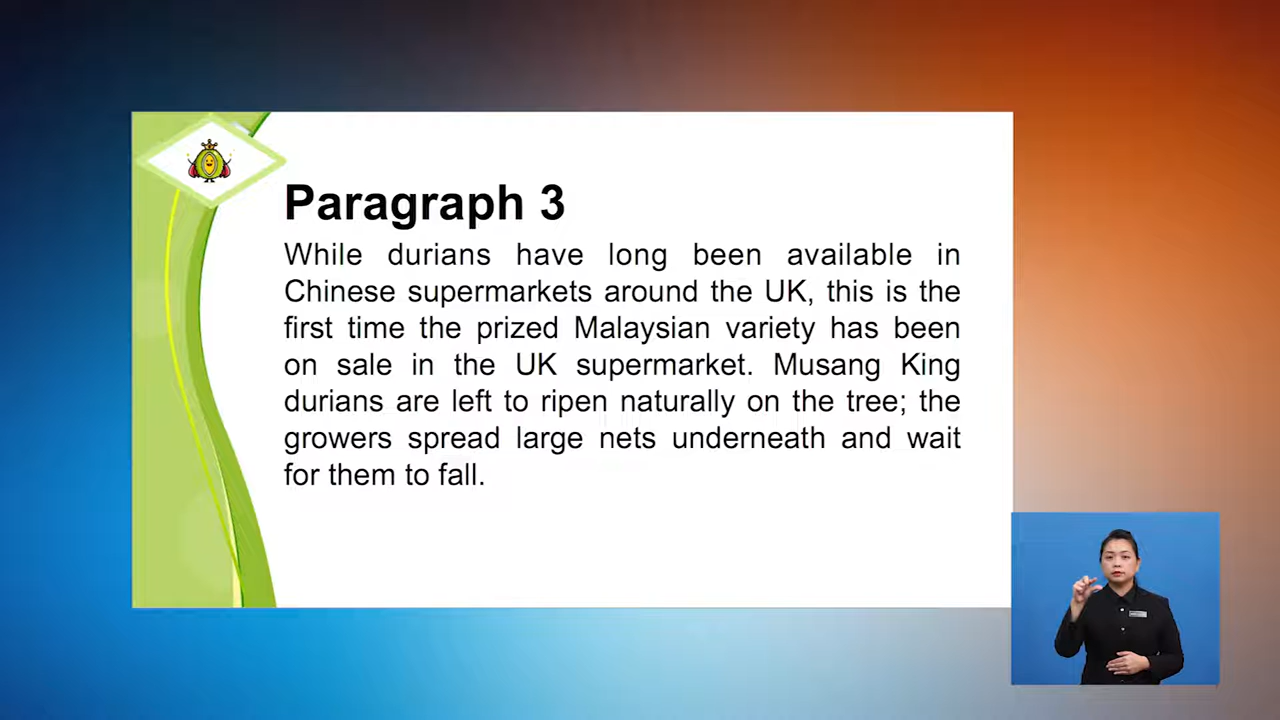 Paragraph 3
While durians have long been available in
Chinese supermarkets around the UK, this is the
first time the prized Malaysian variety has been
on sale in the UK supermarket. Musang King
durians are left to ripen naturally on the tree; the
growers spread large nets underneath and wait
for them to fall.